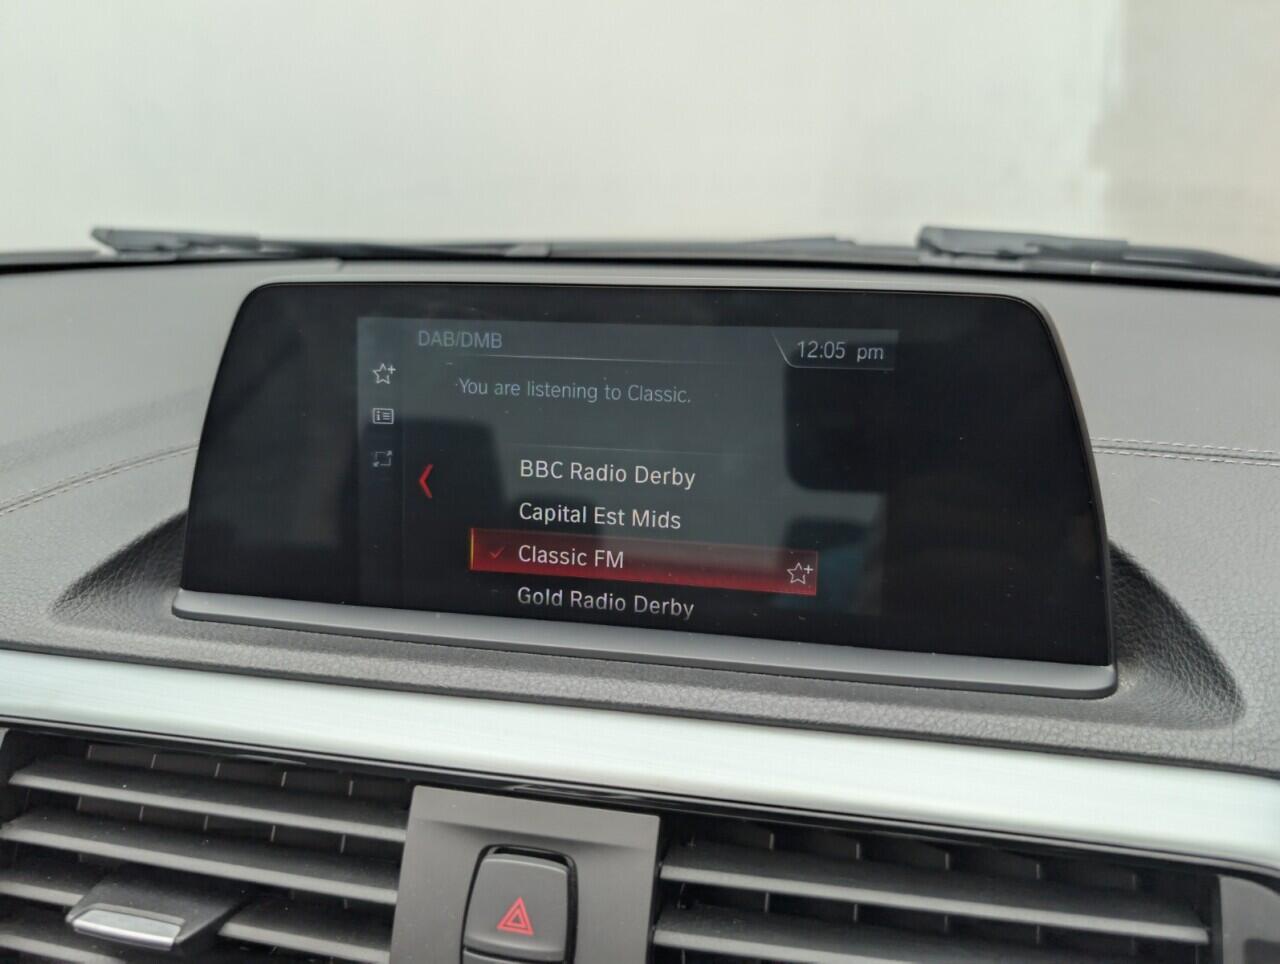 DAB/DMB
12:05 pm
You are listening to Classic.
BBC Radio Derby
Capital Est Mids
Classic FM
Gold Radio Derby